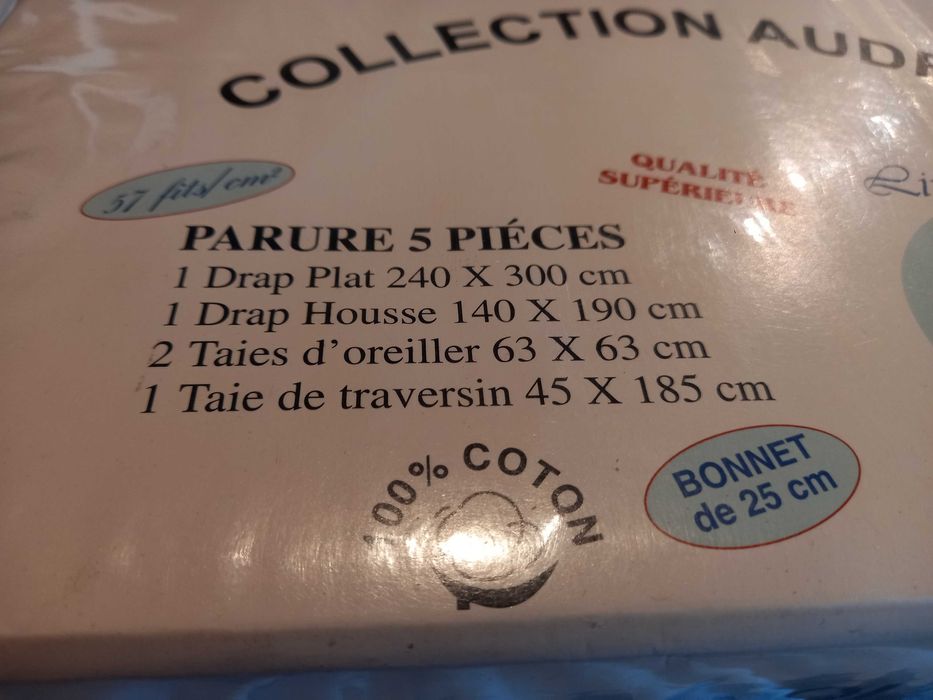 COLLECTION
57 fils/cm²
QUALITÉ
SUPÉRIEURE
PARURE 5 PIÉCES
1 Drap Plat 240 X 300 cm
1 Drap Housse 140 X 190 cm
2 Taies d'oreiller 63 X 63 cm
1 Taie de traversin 45 X 185 cm
100% COTON
BONNET
de 25 cm